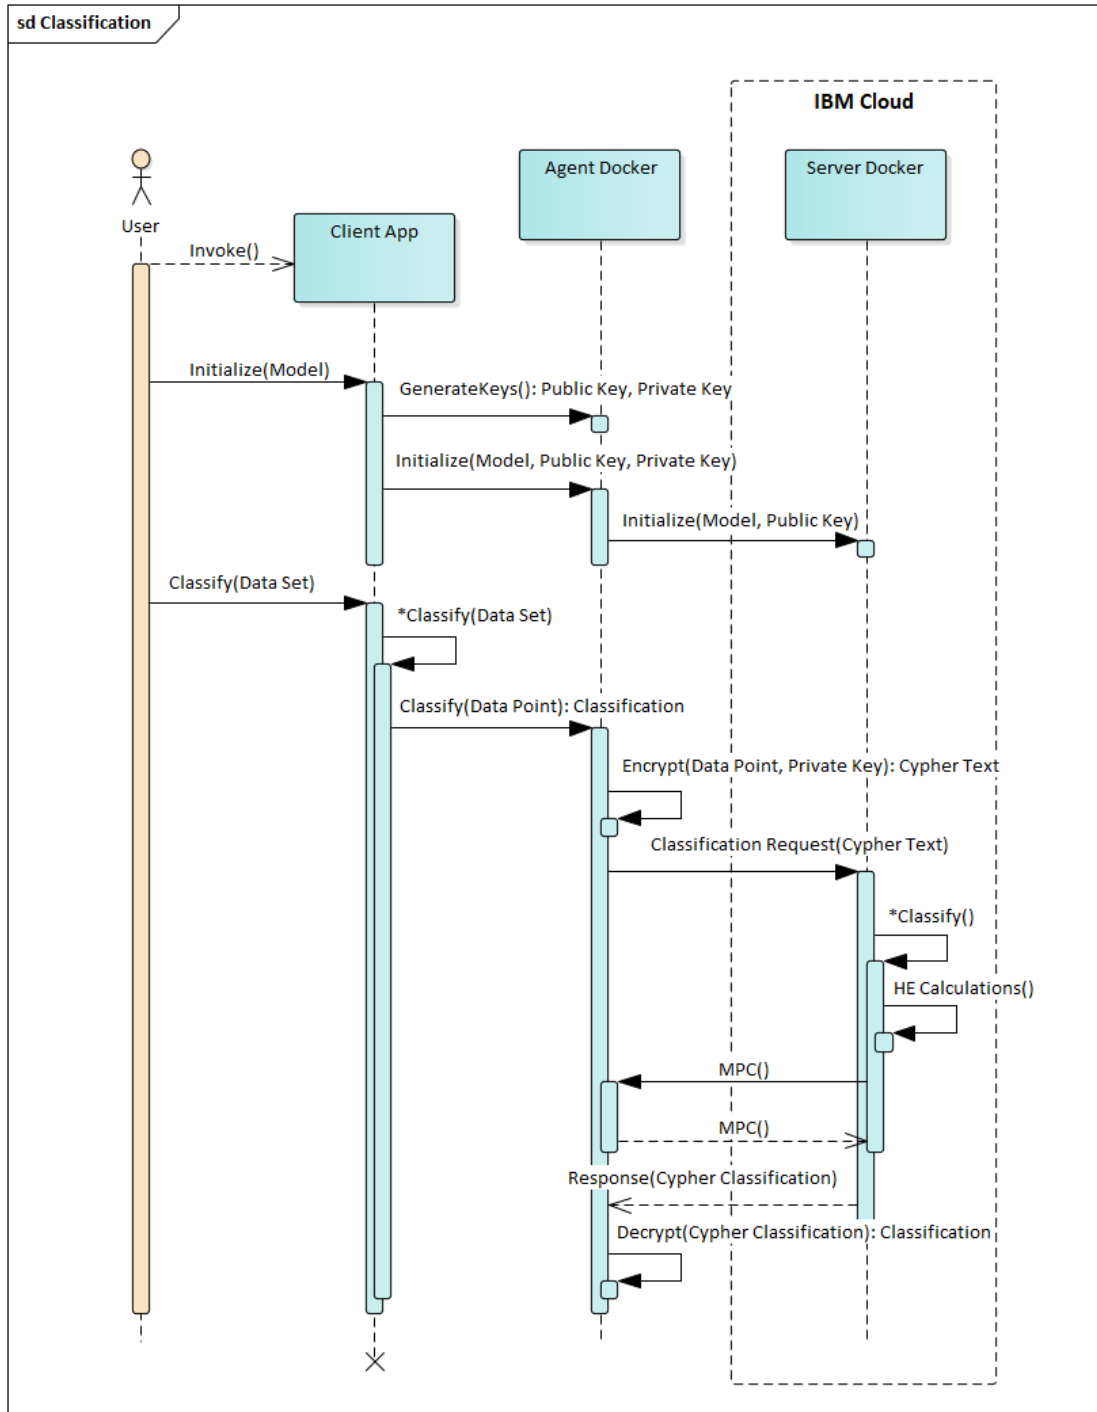 sd Classification
IBM Cloud
Agent Docker
Server Docker
User
Client App
Invoke()
Initialize(Model)
GenerateKeys(): Public Key, Private Key
Initialize(Model, Public Key, Private Key)
Initialize(Model, Public Key)
Classify(Data Set)
*Classify(Data Set)
Classify(Data Point): Classification
Encrypt(Data Point, Private Key): Cypher Text
Classification Request(Cypher Text)
*Classify()
HE Calculations()
MPC()
MPC()
Response(Cypher Classification)
Decrypt(Cypher Classification): Classification